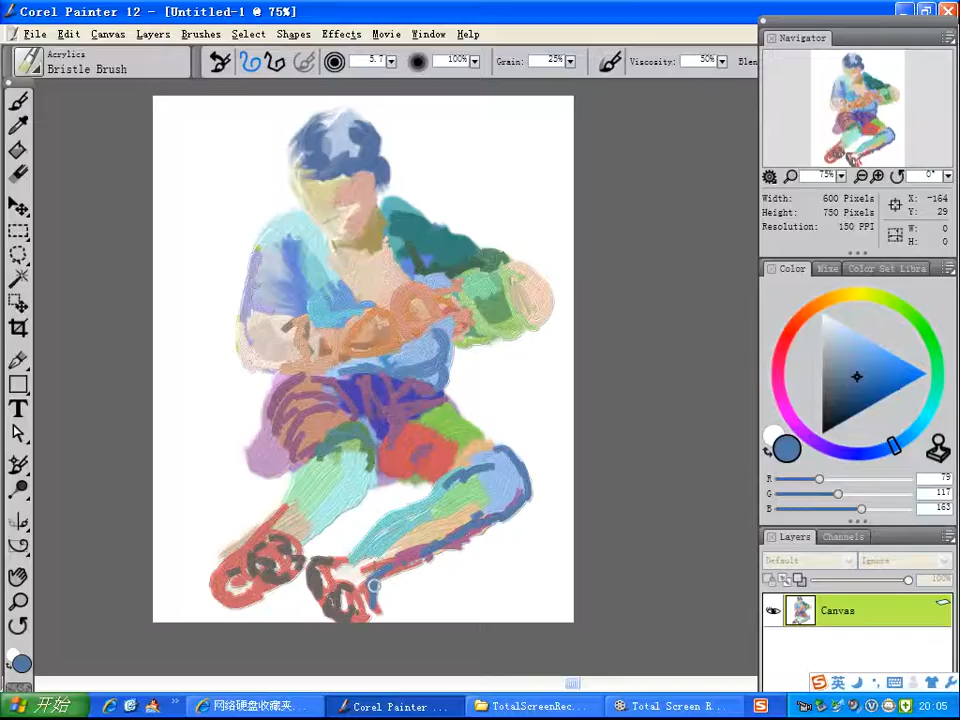 Corel Painter 12 - [Untitled-1 @ 75%]
File Edit Canvas Layers Brushes Select Shapes Effects Movie Window Help
Acrylics
Bristle Brush
5.7
100%
Grain: 25%
Viscosity: 50%
Blen
Navigator
75%
0°
Width: 600 Pixels
Height: 750 Pixels
Resolution: 150 PPI
X: -164
Y: 29
W: 0
H: 0
Color Mixe Color Set Libra
R 79
G 117
B 163
Layers Channels
Default Ignore
100%
Canvas
T
英
开始
网络硬盘收藏夹...
Corel Painter ...
TotalScreenRec...
Total Screen R...
20:05